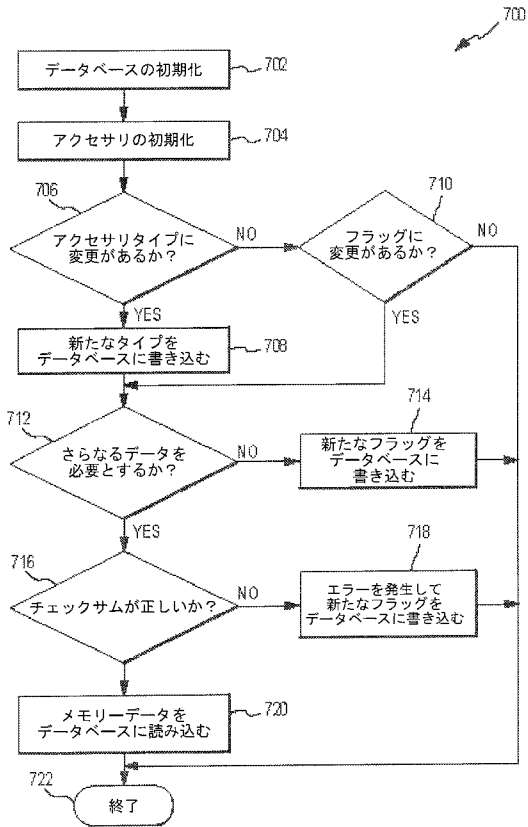 700
データベースの初期化
702
アクセサリの初期化
704
706
アクセサリタイプに
変更があるか？
NO
710
フラッグに
変更があるか？
NO
YES
YES
新たなタイプを
データベースに書き込む
708
712
さらなるデータを
必要とするか？
NO
714
新たなフラッグを
データベースに
書き込む
YES
716
チェックサムが正しいか？
NO
718
エラーを発生して
新たなフラッグを
データベースに書き込む
メモリーデータを
データベースに読み込む
720
722
終了